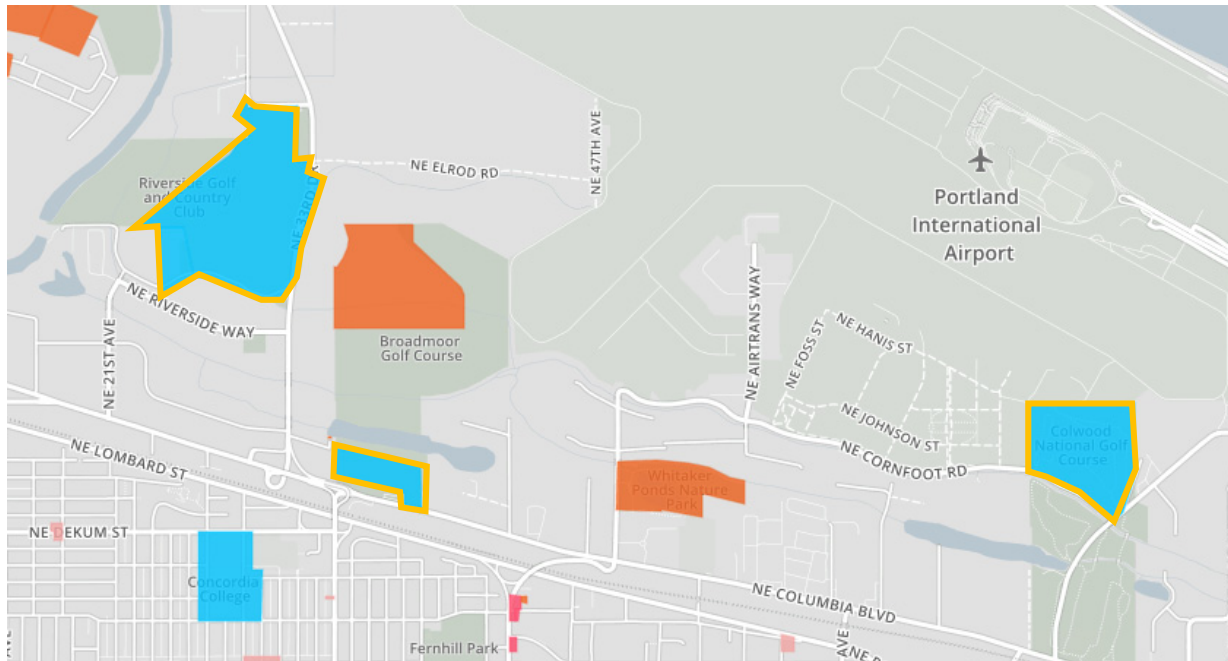 NE ELROD RD
NE 47TH AVE
Riverside Golf
and Country
Club
NE 33RD DR
Portland
International
Airport
NE RIVERSIDE WAY
NE 21ST AVE
Broadmoor
Golf Course
NE AIRTRANS WAY
NE FOSS ST
NE HANIS ST
NE JOHNSON ST
NE CORNFOOT RD
Colwood
National Golf
Course
NE LOMBARD ST
Whitaker
Ponds Nature
Park
NE DEKUM ST
Concordia
College
NE COLUMBIA BLVD
Fernhill Park
AVE
AVE